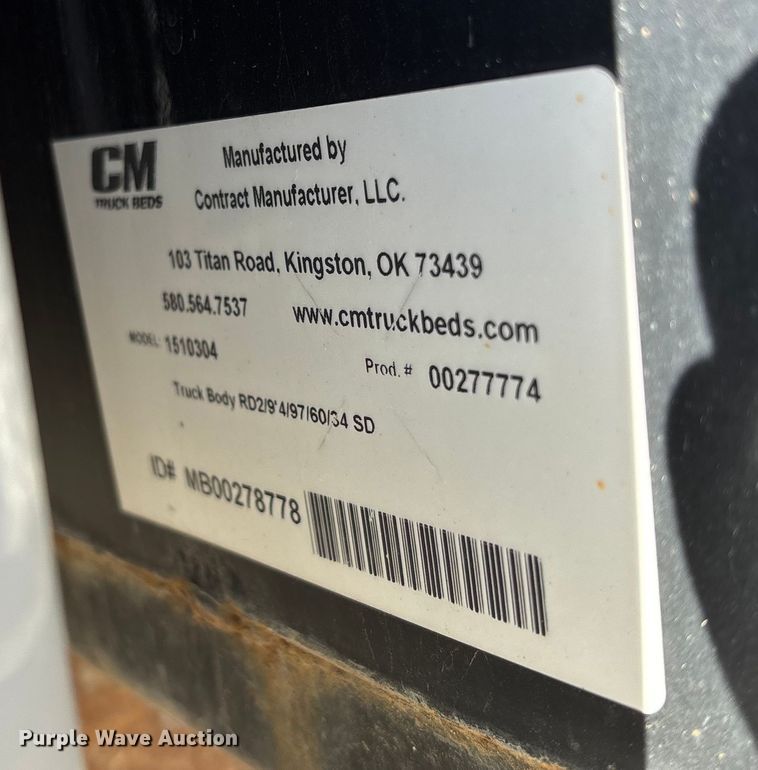 CM
TRUCK BEDS
Manufactured by
Contract Manufacturer, LLC.
103 Titan Road, Kingston, OK 73439
580.564.7537 www.cmtruckbeds.com
MODEL: 1510304 Prod. # 00277774
Truck Body RD2/9'4/97/60/34 SD
ID# MB00278778
Purple Wave Auction